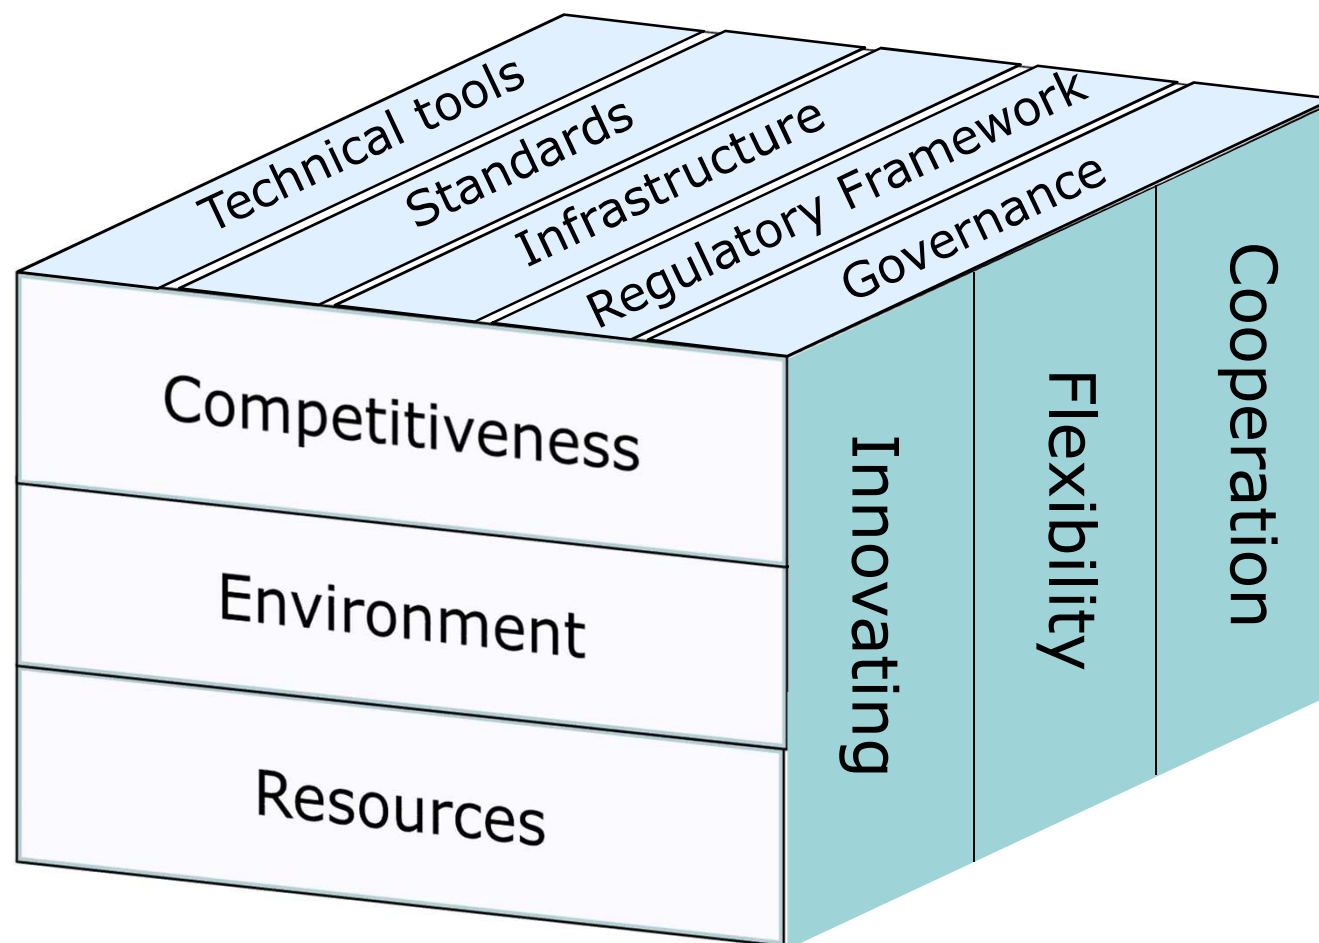 Technical tools
Standards
Infrastructure
Regulatory Framework
Governance
Competitiveness
Environment
Resources
Innovating
Flexibility
Cooperation